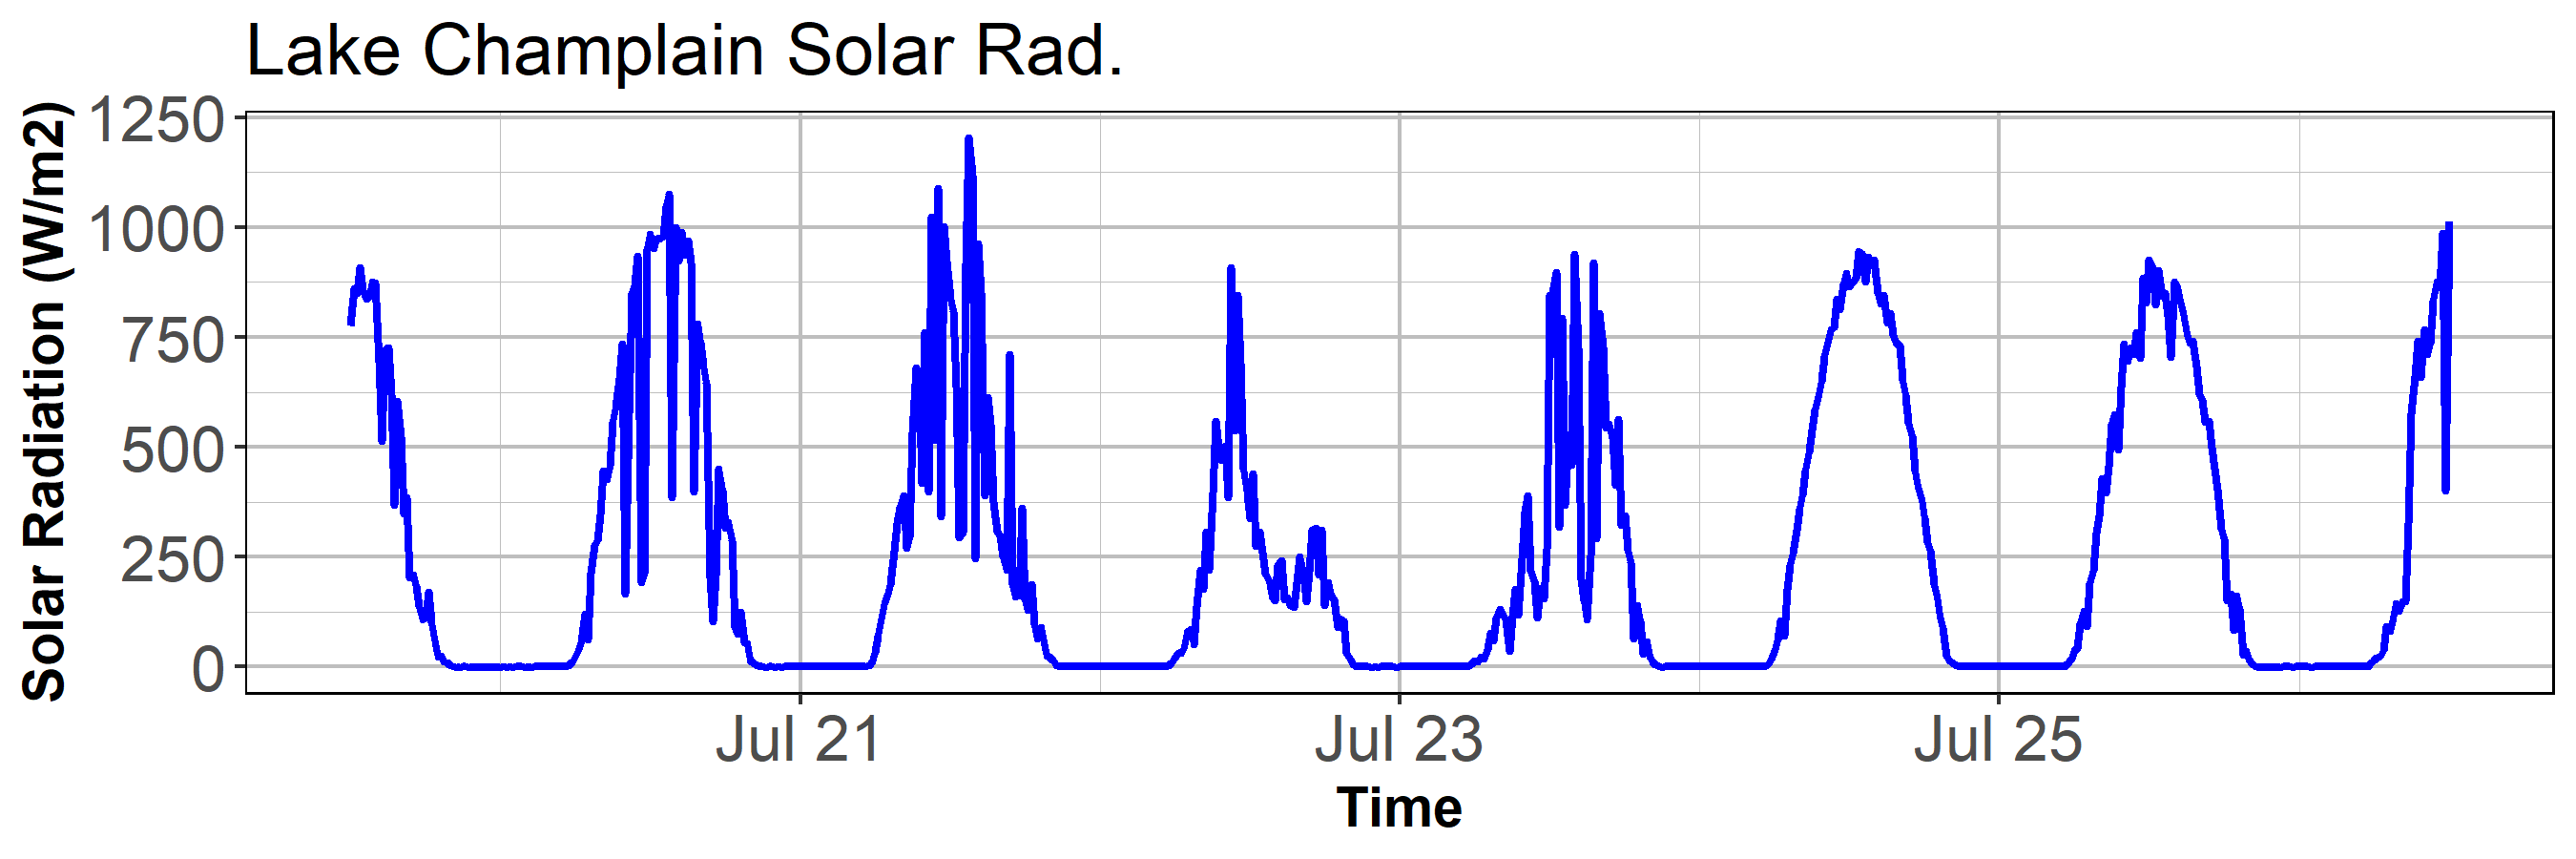 Lake Champlain Solar Rad.
Solar Radiation (W/m2)
1250
1000
750
500
250
0
Jul 21
Jul 23
Jul 25
Time